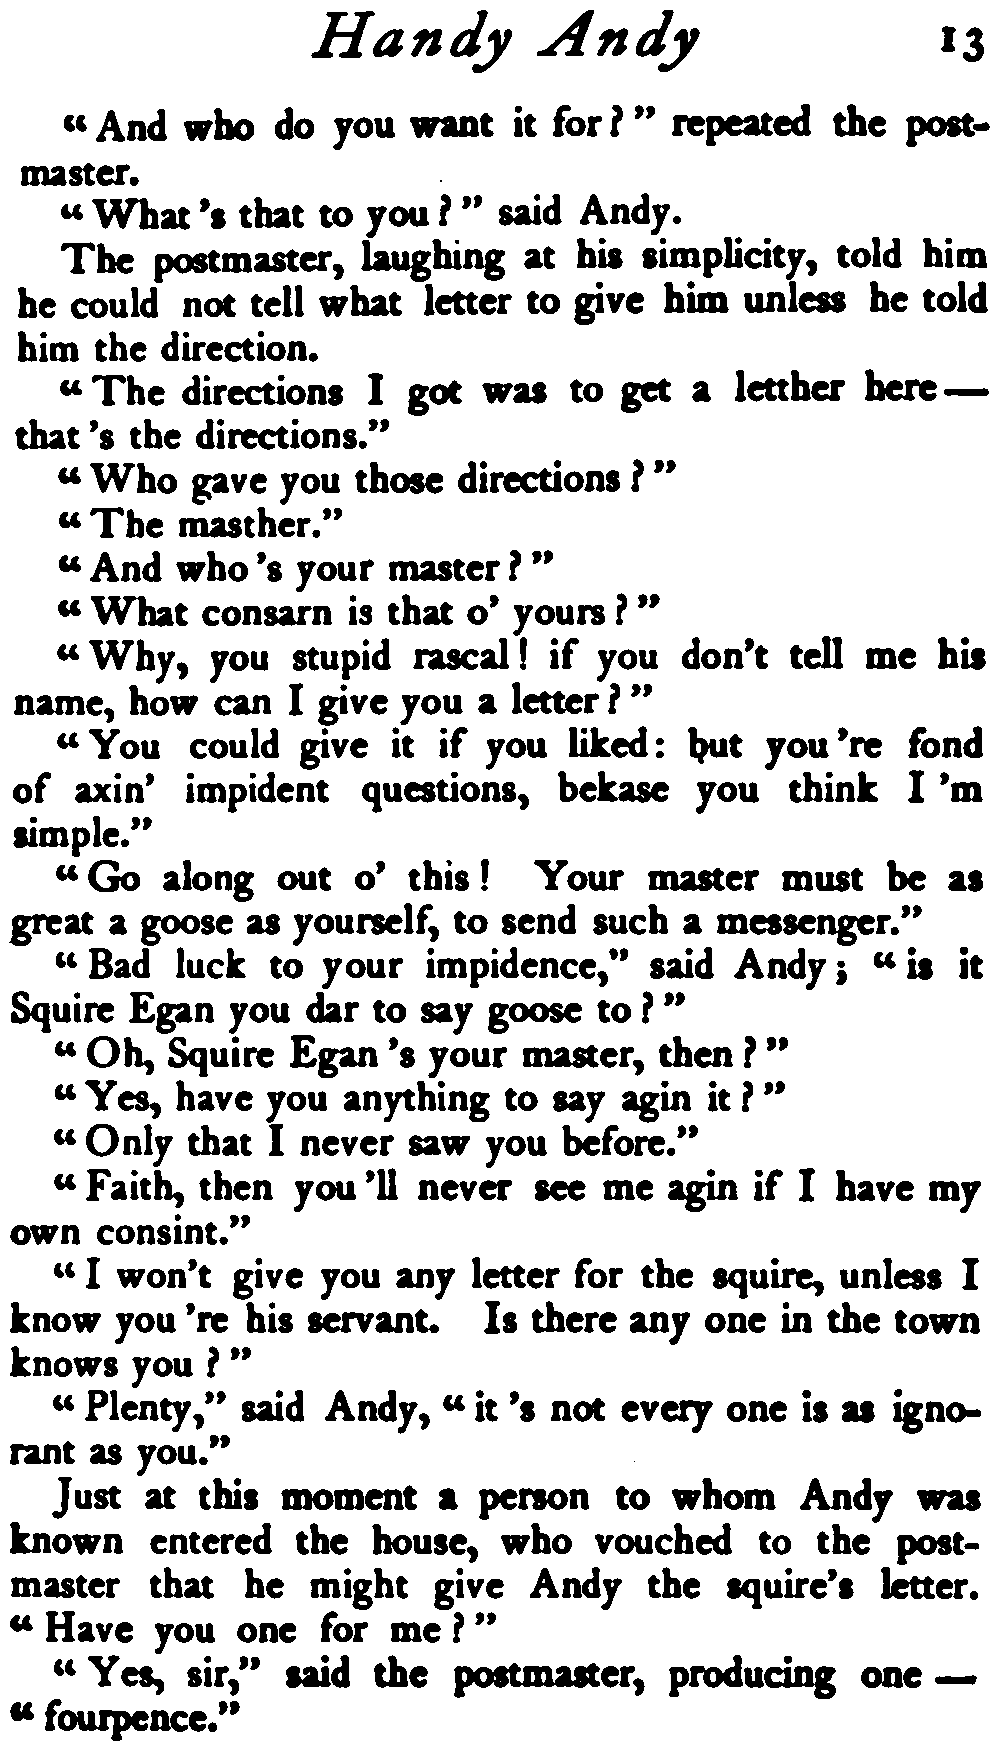 Handy Andy 13
“And who do you want it for?” repeated the post-
master.
“What's that to you?” said Andy.
The postmaster, laughing at his simplicity, told him
he could not tell what letter to give him unless he told
him the direction.
“The directions I got was to get a letther here—
that's the directions.”
“Who gave you those directions?”
“The masther.”
“And who's your master?”
“What consarn is that o' yours?”
“Why, you stupid rascal! if you don't tell me his
name, how can I give you a letter?”
“You could give it if you liked: but you're fond
of axin' impident questions, bekase you think I'm
simple.”
“Go along out o' this! Your master must be as
great a goose as yourself, to send such a messenger.”
“Bad luck to your impidence,” said Andy; “is it
Squire Egan you dar to say goose to?”
“Oh, Squire Egan's your master, then?”
“Yes, have you anything to say agin it?”
“Only that I never saw you before.”
“Faith, then you'll never see me agin if I have my
own consint.”
“I won't give you any letter for the squire, unless I
know you're his servant. Is there any one in the town
knows you?”
“Plenty,” said Andy, “it's not every one is as igno-
rant as you.”
Just at this moment a person to whom Andy was
known entered the house, who vouched to the post-
master that he might give Andy the squire's letter.
“Have you one for me?”
“Yes, sir,” said the postmaster, producing one—
“fourpence.”